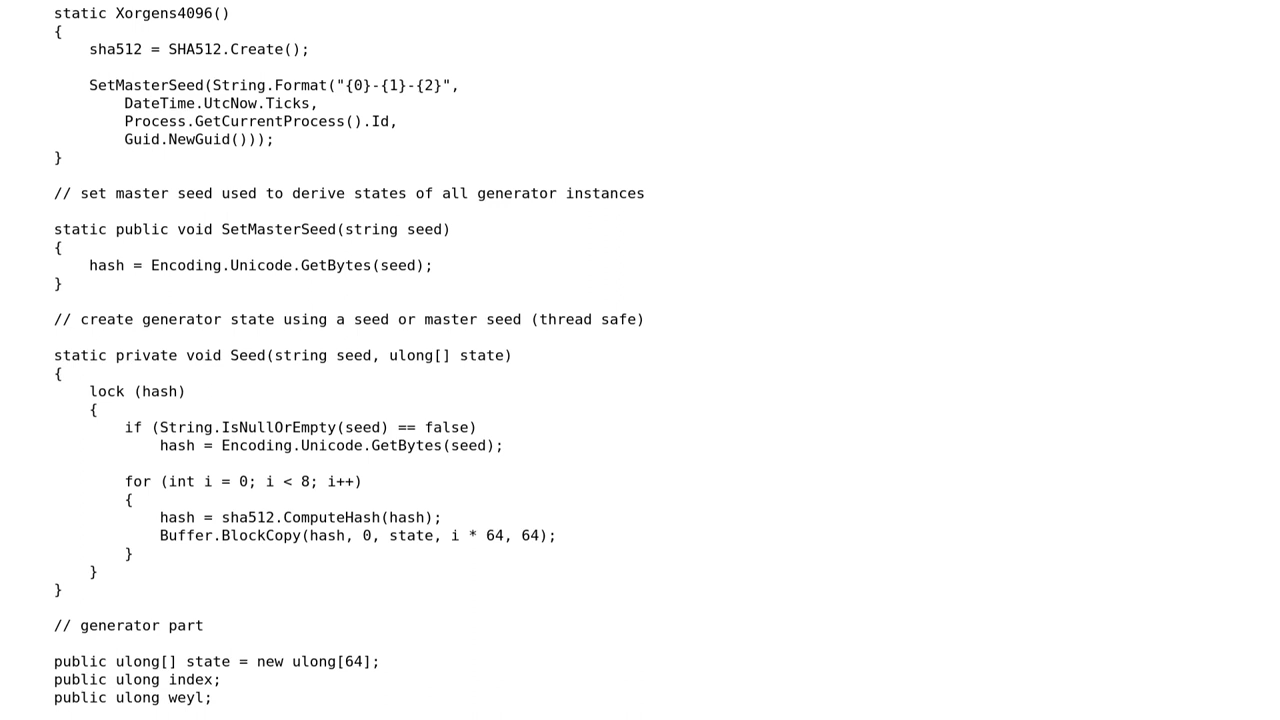 static Xorgens4096()
{
    sha512 = SHA512.Create();

    SetMasterSeed(String.Format("{0}-{1}-{2}",
        DateTime.UtcNow.Ticks,
        Process.GetCurrentProcess().Id,
        Guid.NewGuid()));
}

// set master seed used to derive states of all generator instances

static public void SetMasterSeed(string seed)
{
    hash = Encoding.Unicode.GetBytes(seed);
}

// create generator state using a seed or master seed (thread safe)

static private void Seed(string seed, ulong[] state)
{
    lock (hash)
    {
        if (String.IsNullOrEmpty(seed) == false)
            hash = Encoding.Unicode.GetBytes(seed);

        for (int i = 0; i < 8; i++)
        {
            hash = sha512.ComputeHash(hash);
            Buffer.BlockCopy(hash, 0, state, i * 64, 64);
        }
    }
}

// generator part

public ulong[] state = new ulong[64];
public ulong index;
public ulong weyl;